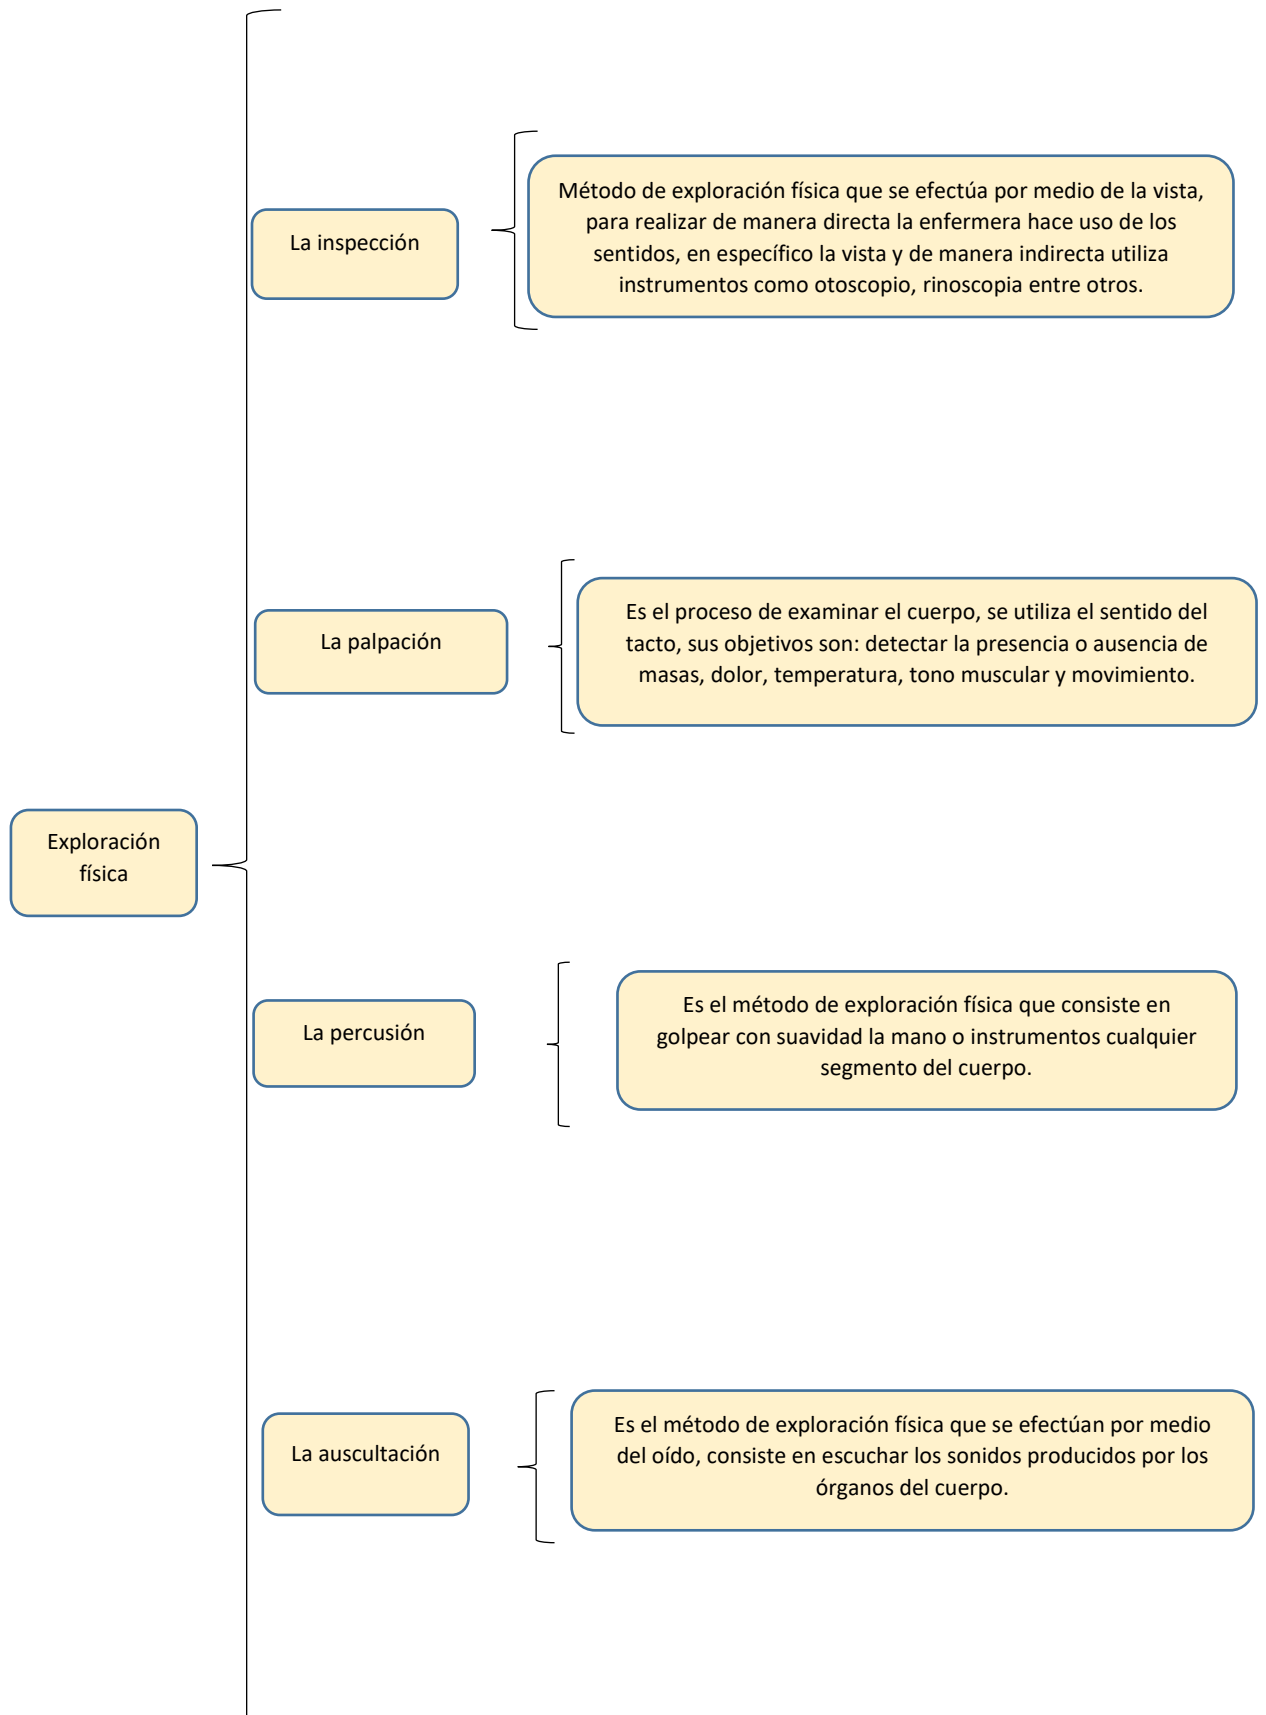 La inspección
Método de exploración física que se efectúa por medio de la vista,
para realizar de manera directa la enfermera hace uso de los
sentidos, en específico la vista y de manera indirecta utiliza
instrumentos como otoscopio, rinoscopia entre otros.
La palpación
Es el proceso de examinar el cuerpo, se utiliza el sentido del
tacto, sus objetivos son: detectar la presencia o ausencia de
masas, dolor, temperatura, tono muscular y movimiento.
Exploración
física
La percusión
Es el método de exploración física que consiste en
golpear con suavidad la mano o instrumentos cualquier
segmento del cuerpo.
La auscultación
Es el método de exploración física que se efectúan por medio
del oído, consiste en escuchar los sonidos producidos por los
órganos del cuerpo.